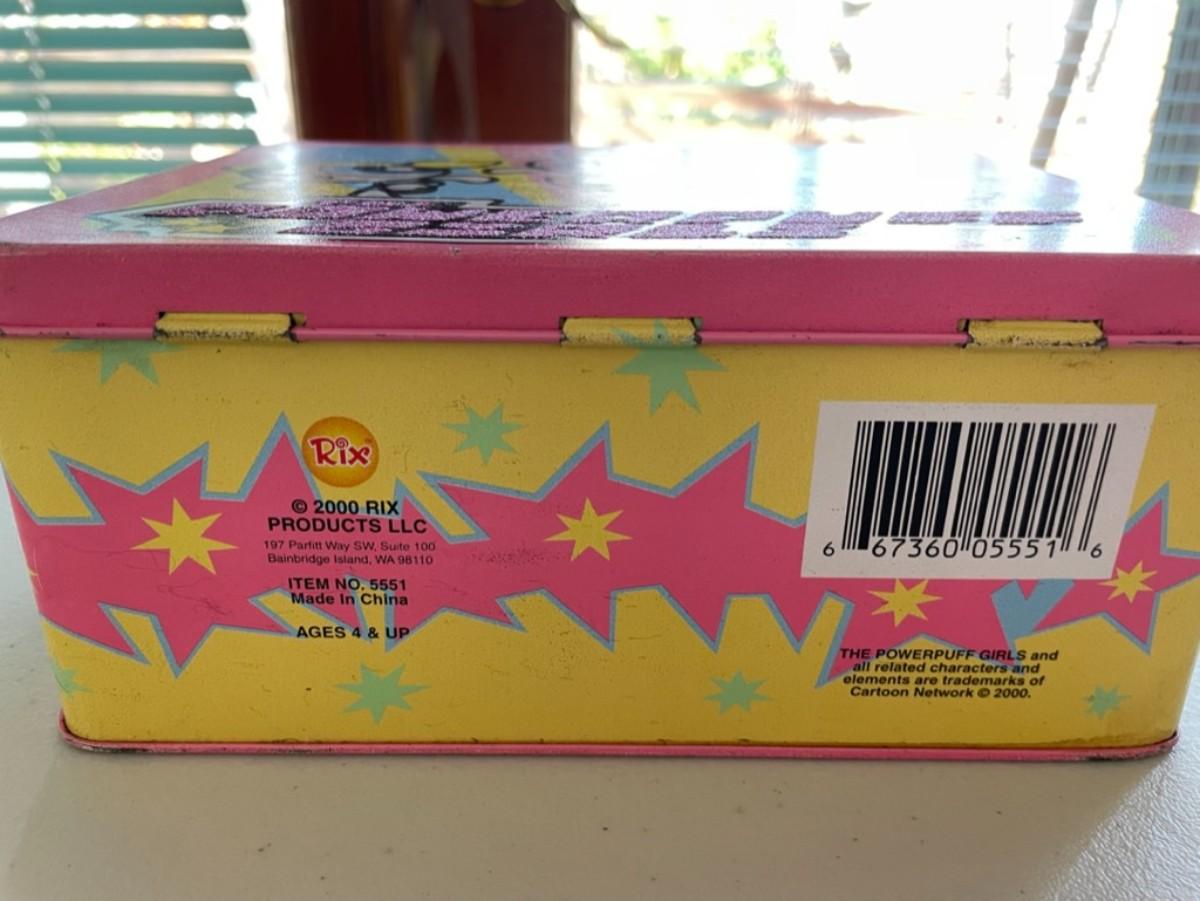 Rix
© 2000 RIX
PRODUCTS LLC
197 Parfitt Way SW, Suite 100
Bainbridge Island, WA 98110
ITEM NO. 5551
Made In China
AGES 4 & UP
6 67360 05551 6
THE POWERPUFF GIRLS and
all related characters and
elements are trademarks of
Cartoon Network © 2000.